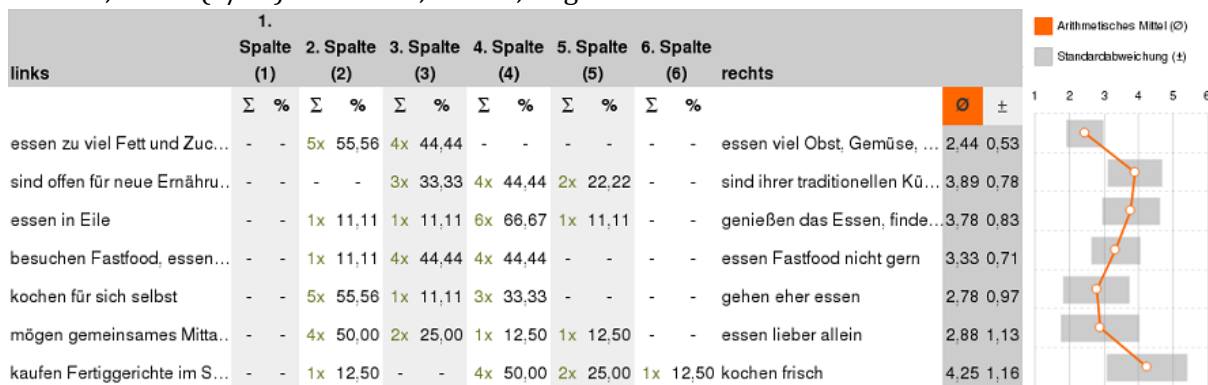 1.
Spalte 2. Spalte 3. Spalte 4. Spalte 5. Spalte 6. Spalte
links (1) (2) (3) (4) (5) (6) rechts
Arithmetisches Mittel (Ø)
Standardabweichung (±)
Σ % Σ % Σ % Σ % Σ % Σ % Ø ± 1 2 3 4 5 6
essen zu viel Fett und Zuc... - - 5x 55,56 4x 44,44 - - - - - - essen viel Obst, Gemüse, ... 2,44 0,53
sind offen für neue Ernähru... - - - - 3x 33,33 4x 44,44 2x 22,22 - - sind ihrer traditionellen Kü... 3,89 0,78
essen in Eile - - 1x 11,11 1x 11,11 6x 66,67 1x 11,11 - - genießen das Essen, finde... 3,78 0,83
besuchen Fastfood, essen... - - 1x 11,11 4x 44,44 4x 44,44 - - - - essen Fastfood nicht gern 3,33 0,71
kochen für sich selbst - - 5x 55,56 1x 11,11 3x 33,33 - - - - gehen eher essen 2,78 0,97
mögen gemeinsames Mitta... - - 4x 50,00 2x 25,00 1x 12,50 1x 12,50 - - essen lieber allein 2,88 1,13
kaufen Fertiggerichte im S... - - 1x 12,50 - - 4x 50,00 2x 25,00 1x 12,50 kochen frisch 4,25 1,16